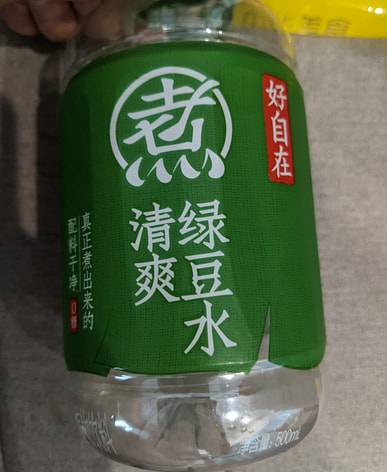 好自在
煮
绿豆水
清爽
真正煮出来的
配料干净
0糖
净含量:500mL